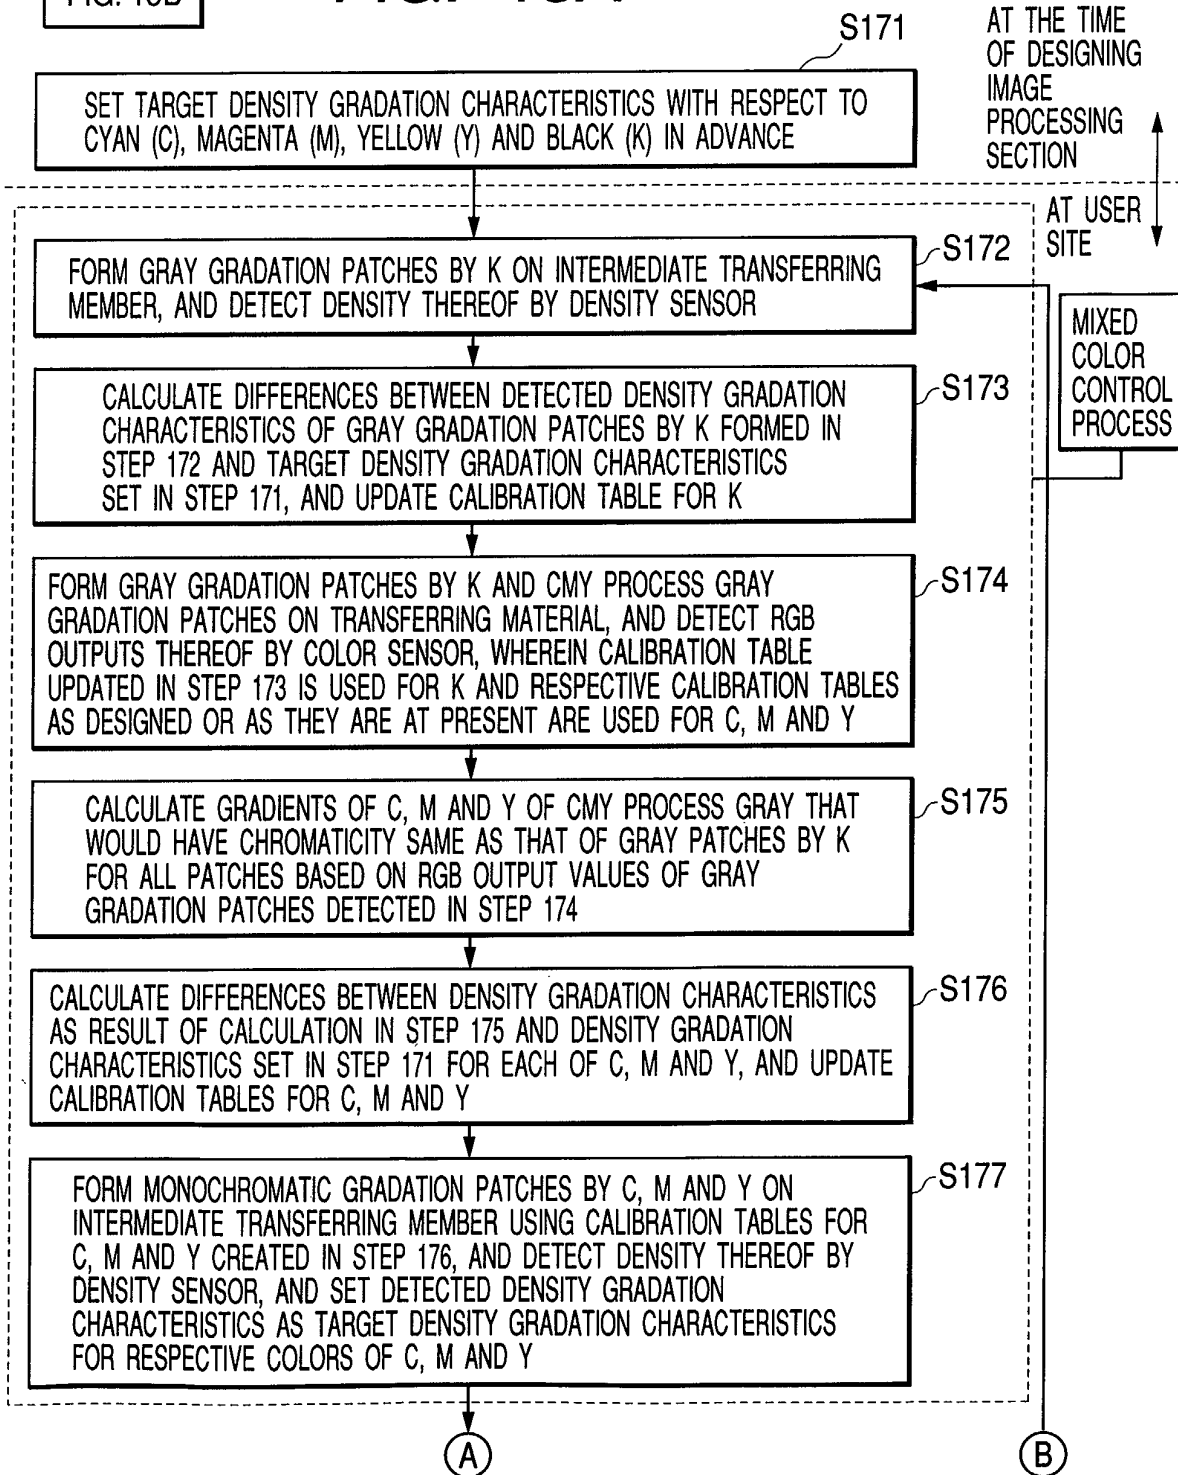 S171
AT THE TIME
OF DESIGNING
IMAGE
PROCESSING
SECTION
SET TARGET DENSITY GRADATION CHARACTERISTICS WITH RESPECT TO
CYAN (C), MAGENTA (M), YELLOW (Y) AND BLACK (K) IN ADVANCE
AT USER
SITE
S172
FORM GRAY GRADATION PATCHES BY K ON INTERMEDIATE TRANSFERRING
MEMBER, AND DETECT DENSITY THEREOF BY DENSITY SENSOR
MIXED
COLOR
CONTROL
PROCESS
S173
CALCULATE DIFFERENCES BETWEEN DETECTED DENSITY GRADATION
CHARACTERISTICS OF GRAY GRADATION PATCHES BY K FORMED IN
STEP 172 AND TARGET DENSITY GRADATION CHARACTERISTICS
SET IN STEP 171, AND UPDATE CALIBRATION TABLE FOR K
S174
FORM GRAY GRADATION PATCHES BY K AND CMY PROCESS GRAY
GRADATION PATCHES ON TRANSFERRING MATERIAL, AND DETECT RGB
OUTPUTS THEREOF BY COLOR SENSOR, WHEREIN CALIBRATION TABLE
UPDATED IN STEP 173 IS USED FOR K AND RESPECTIVE CALIBRATION TABLES
AS DESIGNED OR AS THEY ARE AT PRESENT ARE USED FOR C, M AND Y
S175
CALCULATE GRADIENTS OF C, M AND Y OF CMY PROCESS GRAY THAT
WOULD HAVE CHROMATICITY SAME AS THAT OF GRAY PATCHES BY K
FOR ALL PATCHES BASED ON RGB OUTPUT VALUES OF GRAY
GRADATION PATCHES DETECTED IN STEP 174
S176
CALCULATE DIFFERENCES BETWEEN DENSITY GRADATION CHARACTERISTICS
AS RESULT OF CALCULATION IN STEP 175 AND DENSITY GRADATION
CHARACTERISTICS SET IN STEP 171 FOR EACH OF C, M AND Y, AND UPDATE
CALIBRATION TABLES FOR C, M AND Y
S177
FORM MONOCHROMATIC GRADATION PATCHES BY C, M AND Y ON
INTERMEDIATE TRANSFERRING MEMBER USING CALIBRATION TABLES FOR
C, M AND Y CREATED IN STEP 176, AND DETECT DENSITY THEREOF BY
DENSITY SENSOR, AND SET DETECTED DENSITY GRADATION
CHARACTERISTICS AS TARGET DENSITY GRADATION CHARACTERISTICS
FOR RESPECTIVE COLORS OF C, M AND Y
A
B